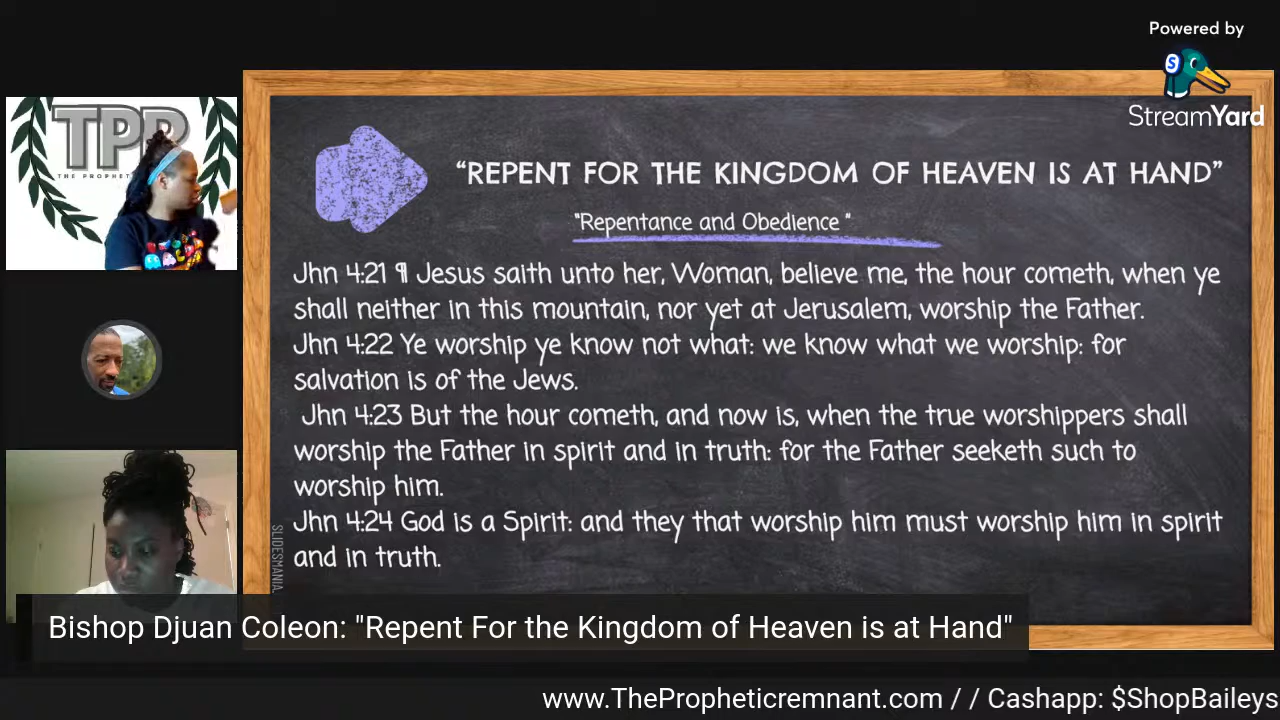 Powered by
S
StreamYard
TPP
THE PROPHET
"REPENT FOR THE KINGDOM OF HEAVEN IS AT HAND"
"Repentance and Obedience "
Jhn 4:21 ¶ Jesus saith unto her, Woman, believe me, the hour cometh, when ye
shall neither in this mountain, nor yet at Jerusalem, worship the Father.
Jhn 4:22 Ye worship ye know not what: we know what we worship: for
salvation is of the Jews.
Jhn 4:23 But the hour cometh, and now is, when the true worshippers shall
worship the Father in spirit and in truth: for the Father seeketh such to
worship him.
Jhn 4:24 God is a Spirit: and they that worship him must worship him in spirit
and in truth.
SLIDESMANIA.
Bishop Djuan Coleon: "Repent For the Kingdom of Heaven is at Hand"
www.ThePropheticremnant.com / / Cashapp: $ShopBaileys